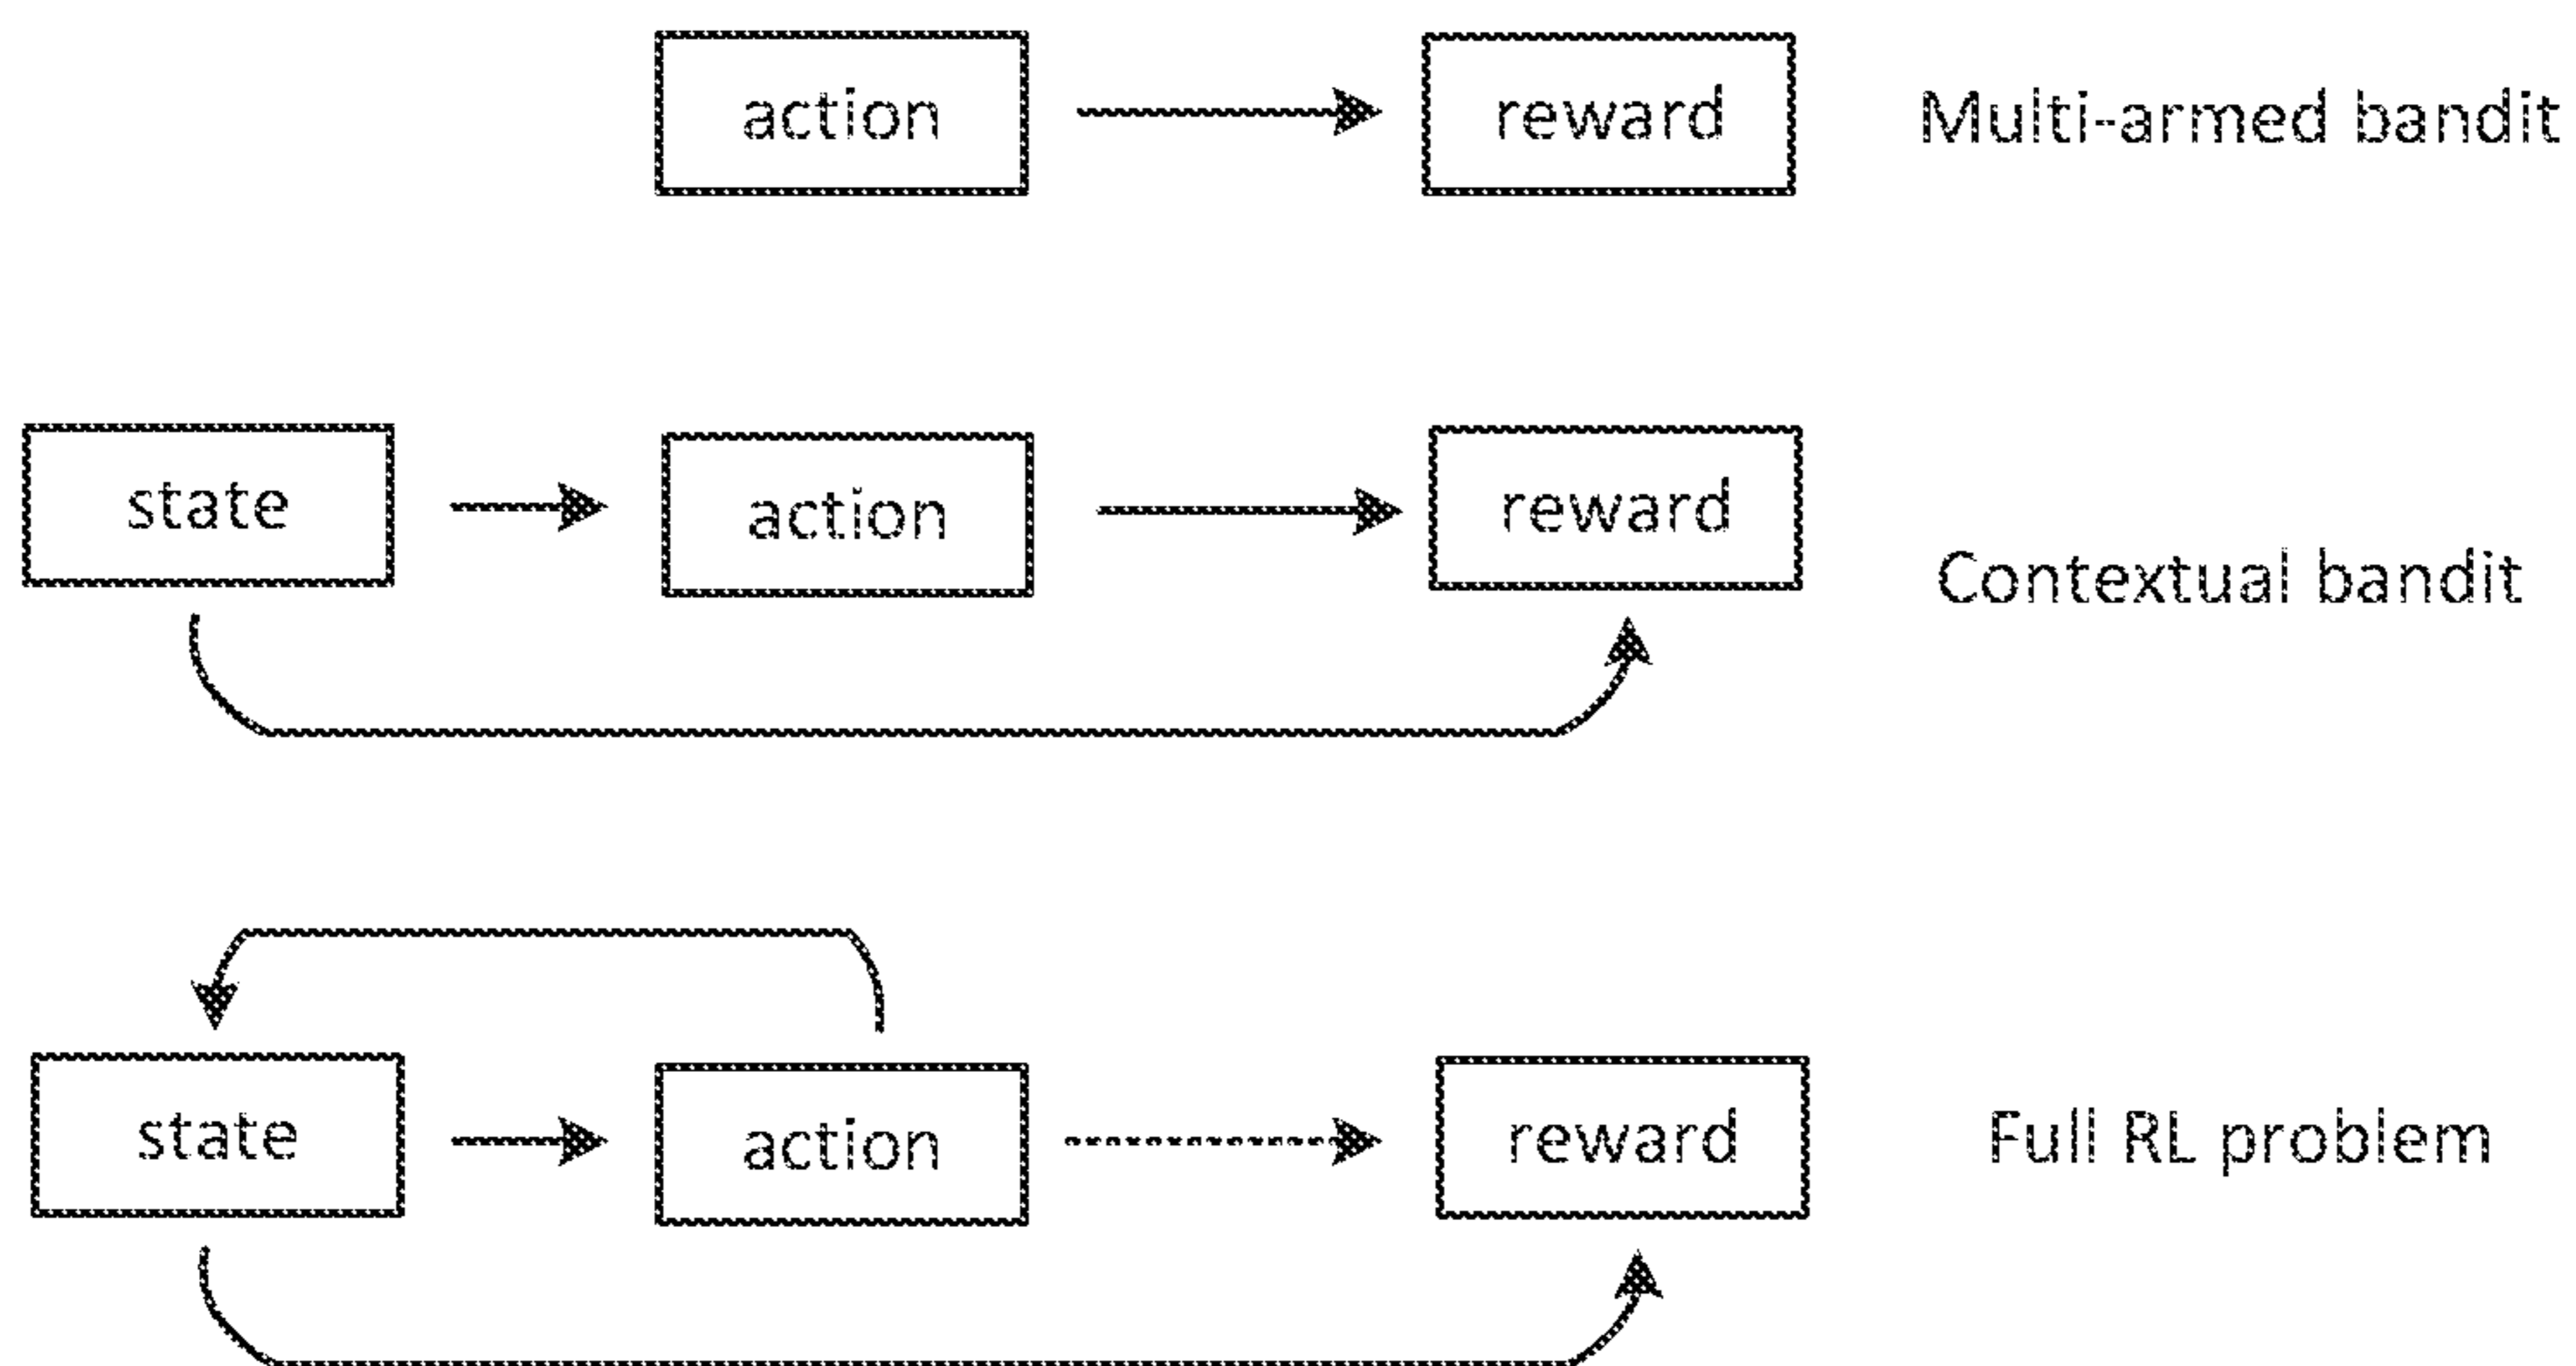 action
reward
Multi-armed bandit
state
action
reward
Contextual bandit
state
action
reward
Full RL problem